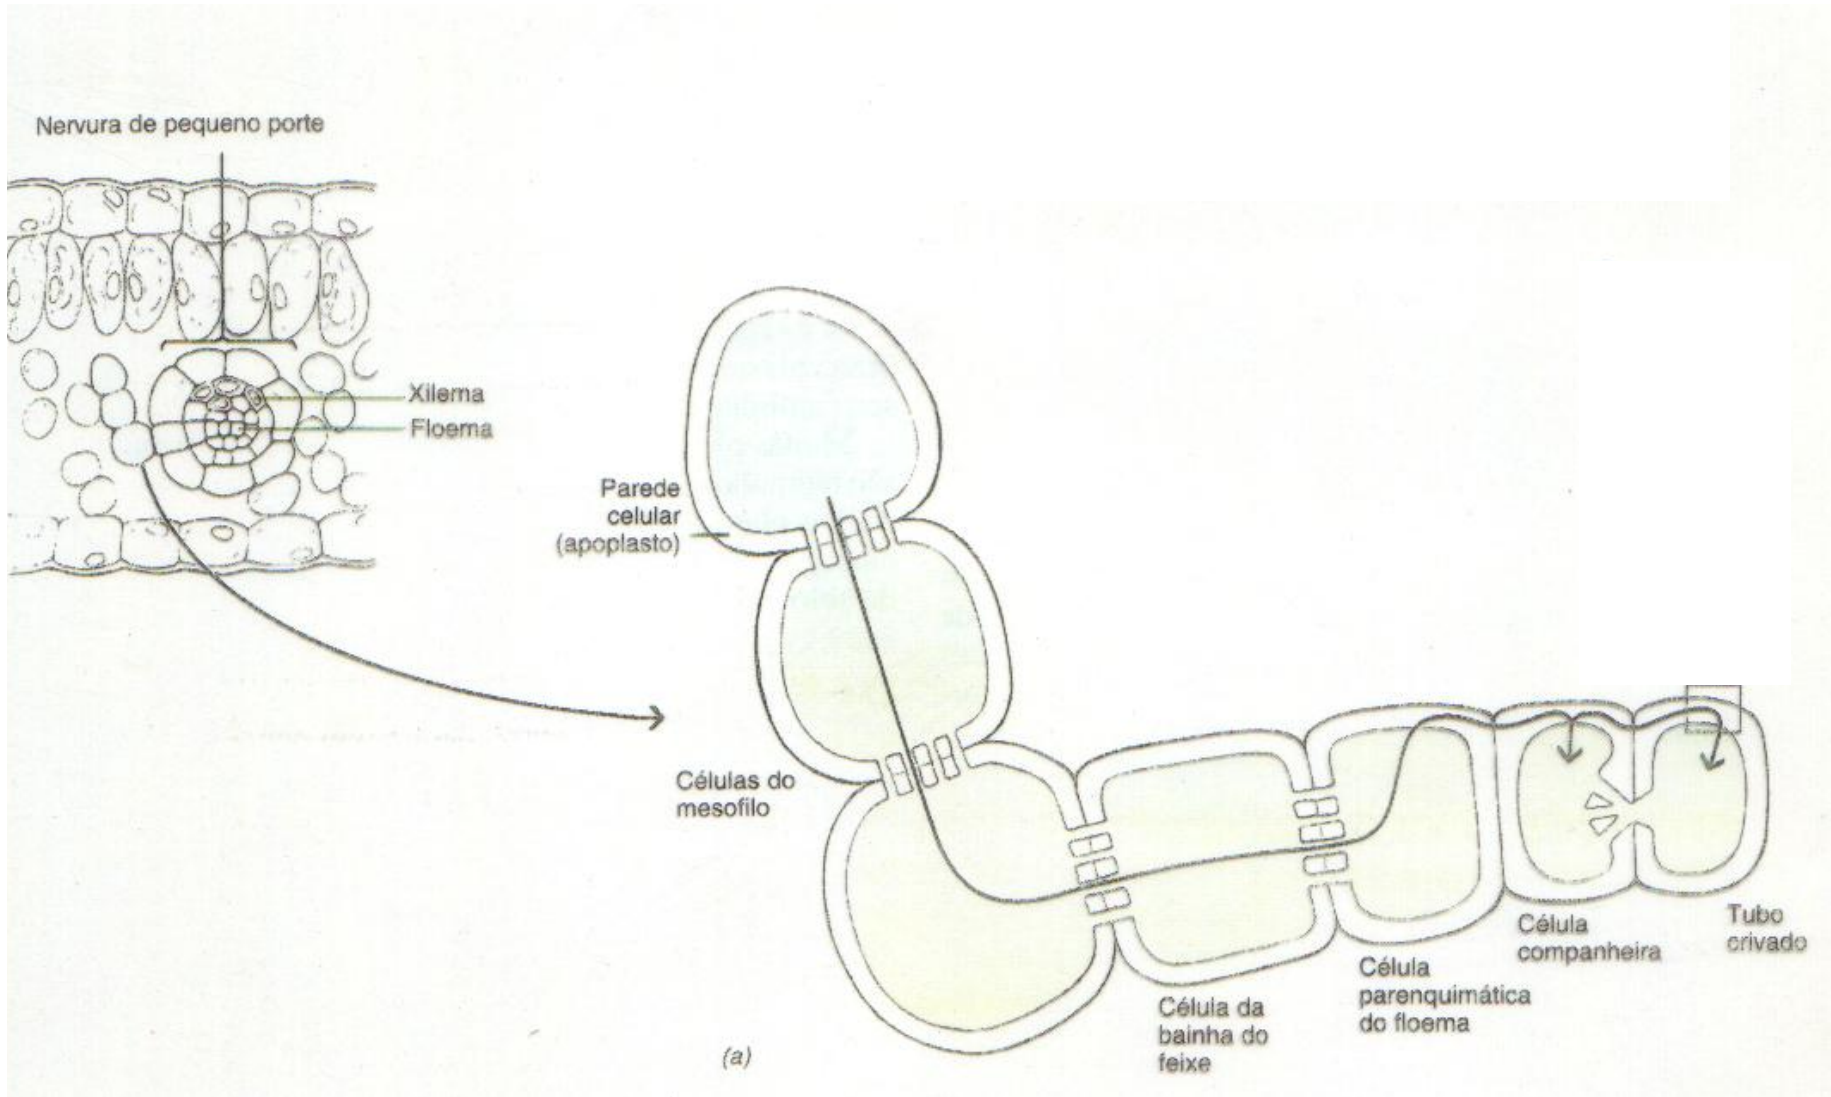 Nervura de pequeno porte
Xilema
Floema
Parede
celular
(apoplasto)
Células do
mesofilo
Célula da
bainha do
feixe
Célula
parenquimática
do floema
Célula
companheira
Tubo
crivado
(a)